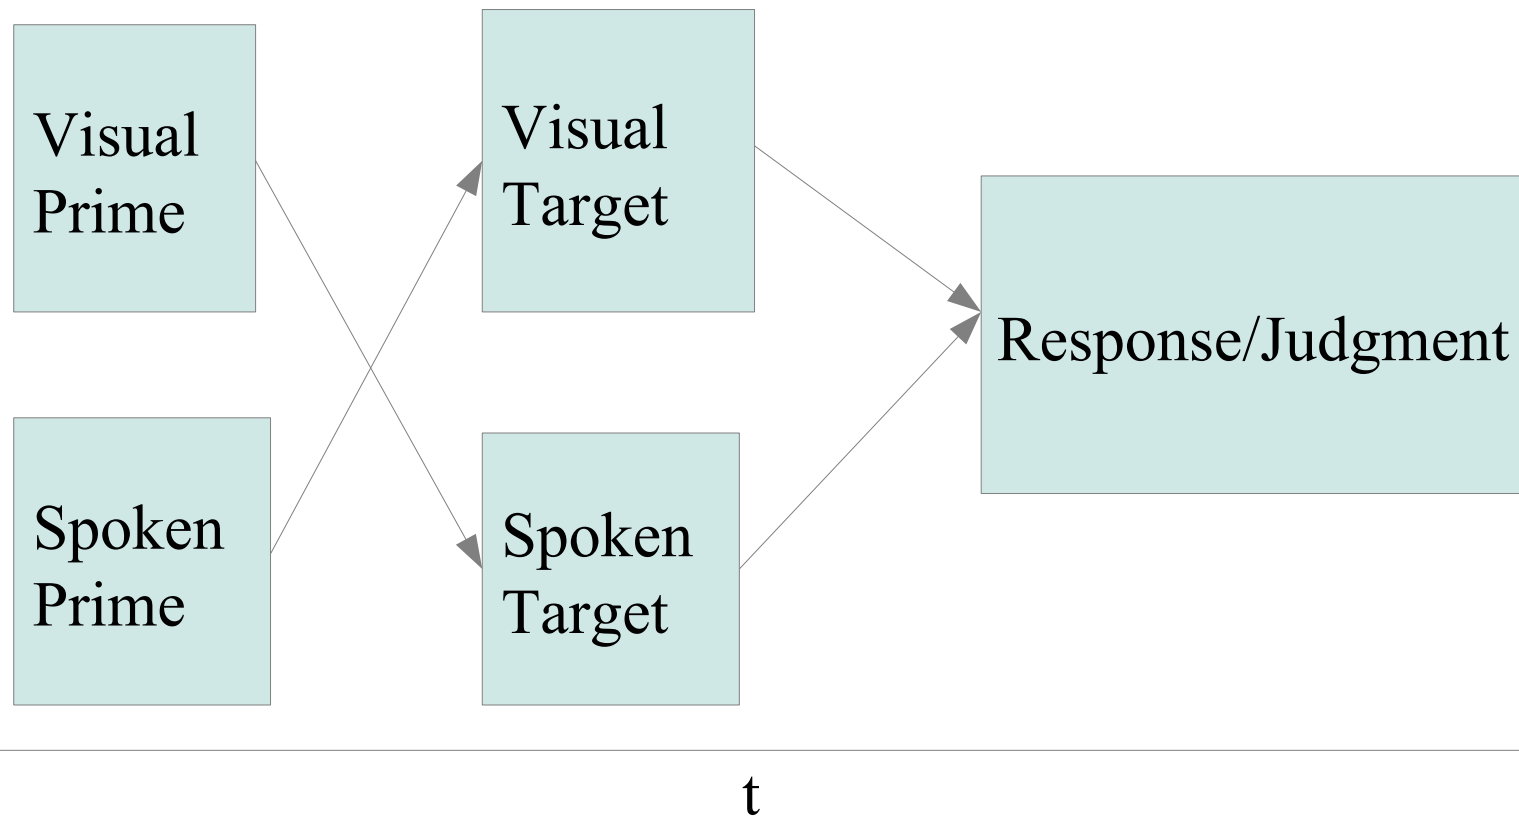 Visual
Prime
Visual
Target
Spoken
Prime
Spoken
Target
Response/Judgment
t